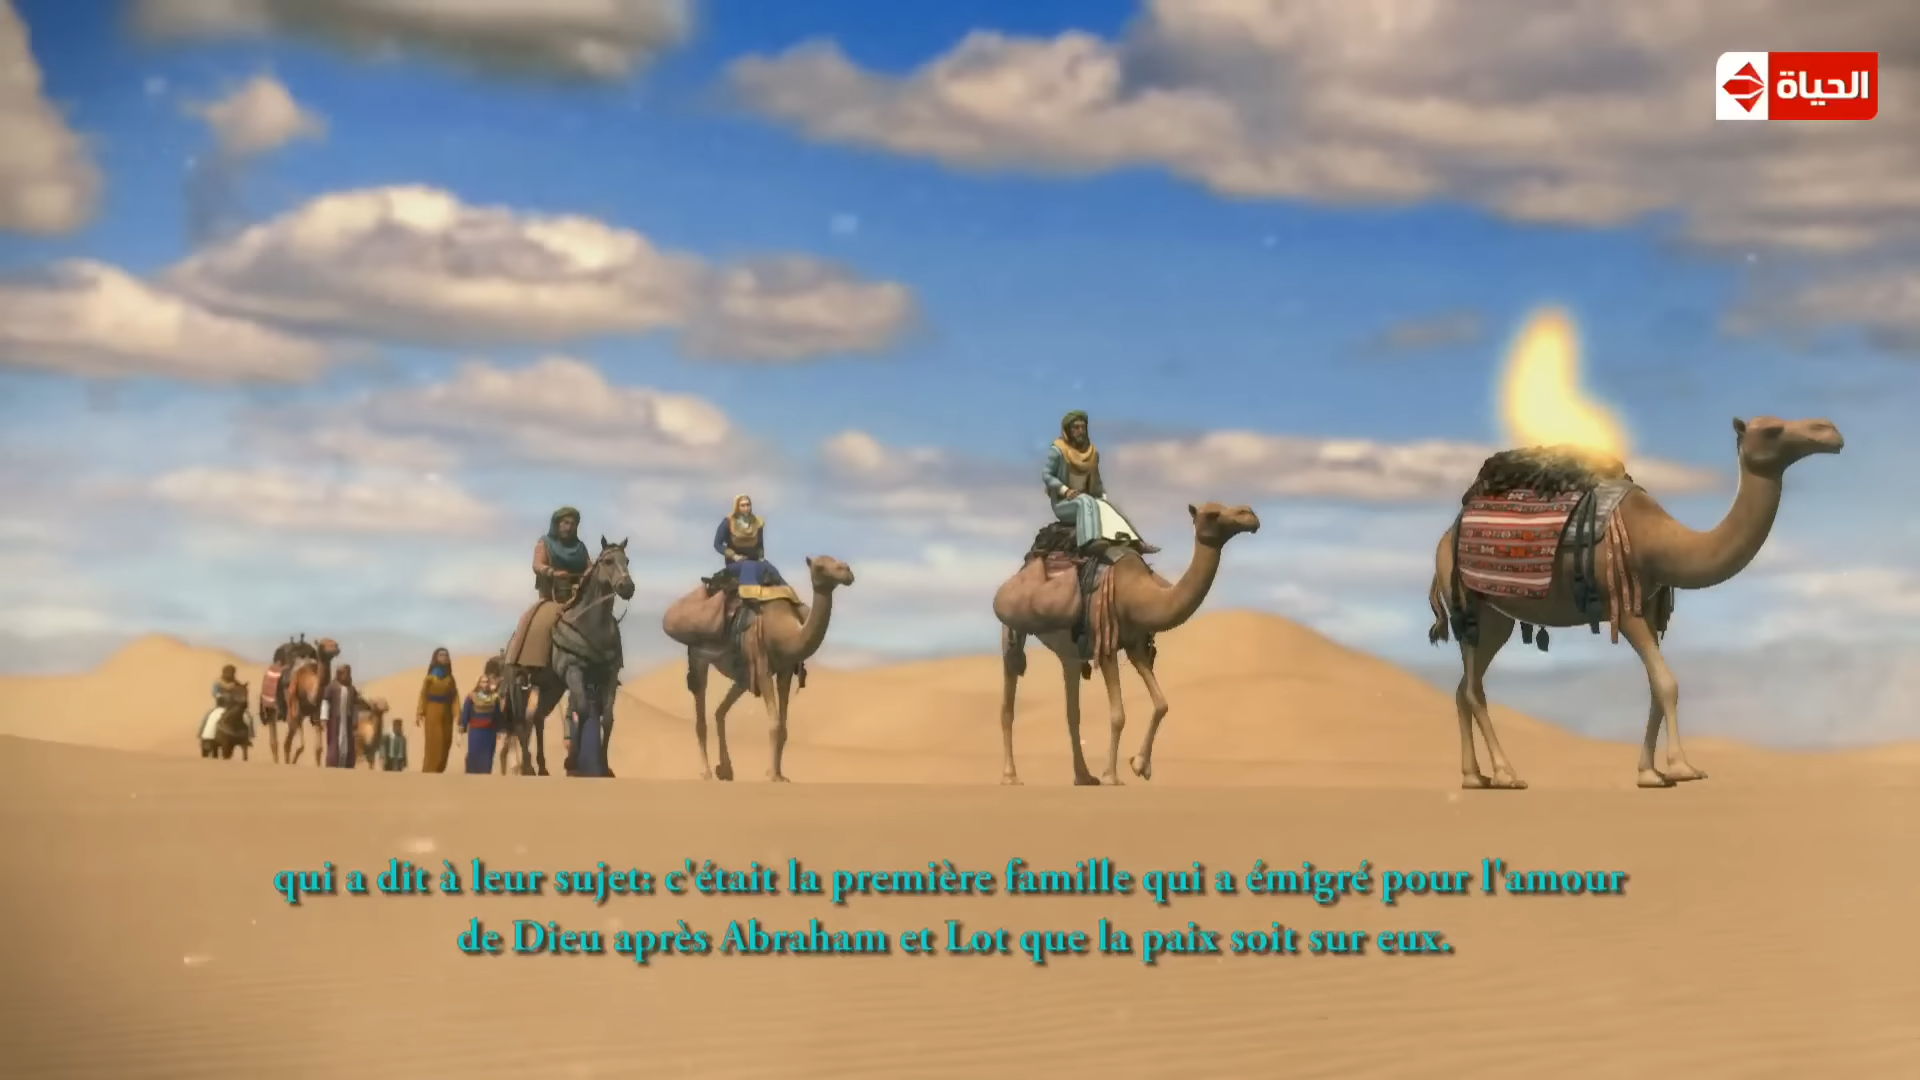 الحياة
qui a dit à leur sujet: c'était la première famille qui a émigré pour l'amour
de Dieu après Abraham et Lot que la paix soit sur eux.